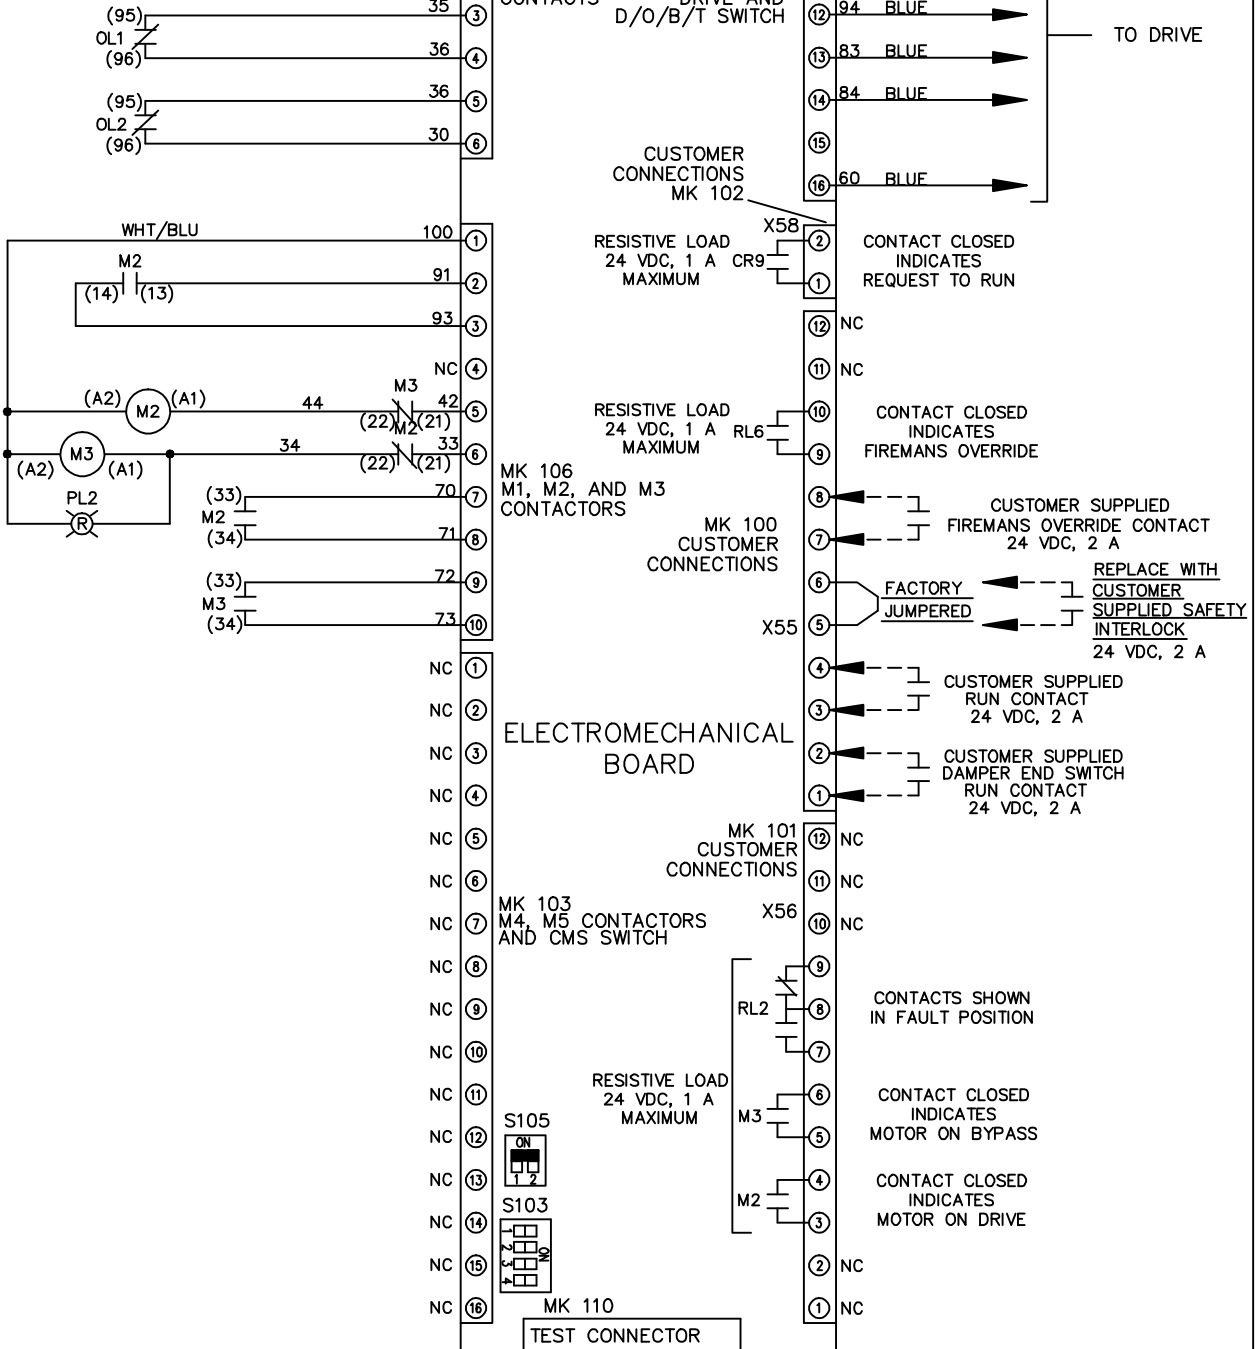 (95)
OL1
(96)
35
3
36
4
(95)
OL2
(96)
36
5
30
6
CONTACTS
DRIVE AND
D/O/B/T SWITCH
12
94 BLUE
13
83 BLUE
14
84 BLUE
15
16
60 BLUE
TO DRIVE
CUSTOMER
CONNECTIONS
MK 102
X58
RESISTIVE LOAD
24 VDC, 1 A
MAXIMUM
CR9
2
1
CONTACT CLOSED
INDICATES
REQUEST TO RUN
WHT/BLU
100
1
M2
(14)
(13)
91
2
93
3
NC
4
(A2)
M2
(A1)
44
M3
(22)
(21)
42
5
(A2)
M3
(A1)
34
M2
(22)
(21)
33
6
PL2
R
(33)
M2
(34)
70
7
71
8
(33)
M3
(34)
72
9
73
10
MK 106
M1, M2, AND M3
CONTACTORS
12
NC
11
NC
RESISTIVE LOAD
24 VDC, 1 A
MAXIMUM
RL6
10
9
CONTACT CLOSED
INDICATES
FIREMANS OVERRIDE
8
7
CUSTOMER SUPPLIED
FIREMANS OVERRIDE CONTACT
24 VDC, 2 A
MK 100
CUSTOMER
CONNECTIONS
X55
6
5
FACTORY
JUMPERED
REPLACE WITH
CUSTOMER
SUPPLIED SAFETY
INTERLOCK
24 VDC, 2 A
4
3
CUSTOMER SUPPLIED
RUN CONTACT
24 VDC, 2 A
2
1
CUSTOMER SUPPLIED
DAMPER END SWITCH
RUN CONTACT
24 VDC, 2 A
ELECTROMECHANICAL
BOARD
NC 1
NC 2
NC 3
NC 4
NC 5
NC 6
NC 7
NC 8
NC 9
NC 10
NC 11
NC 12
NC 13
NC 14
NC 15
NC 16
MK 103
M4, M5 CONTACTORS
AND CMS SWITCH
MK 101
CUSTOMER
CONNECTIONS
X56
12
NC
11
NC
10
NC
9
RL2
8
7
CONTACTS SHOWN
IN FAULT POSITION
RESISTIVE LOAD
24 VDC, 1 A
MAXIMUM
M3
6
5
CONTACT CLOSED
INDICATES
MOTOR ON BYPASS
M2
4
3
CONTACT CLOSED
INDICATES
MOTOR ON DRIVE
2
NC
1
NC
S105
ON
1 2
S103
1
2
3
4
ON
MK 110
TEST CONNECTOR